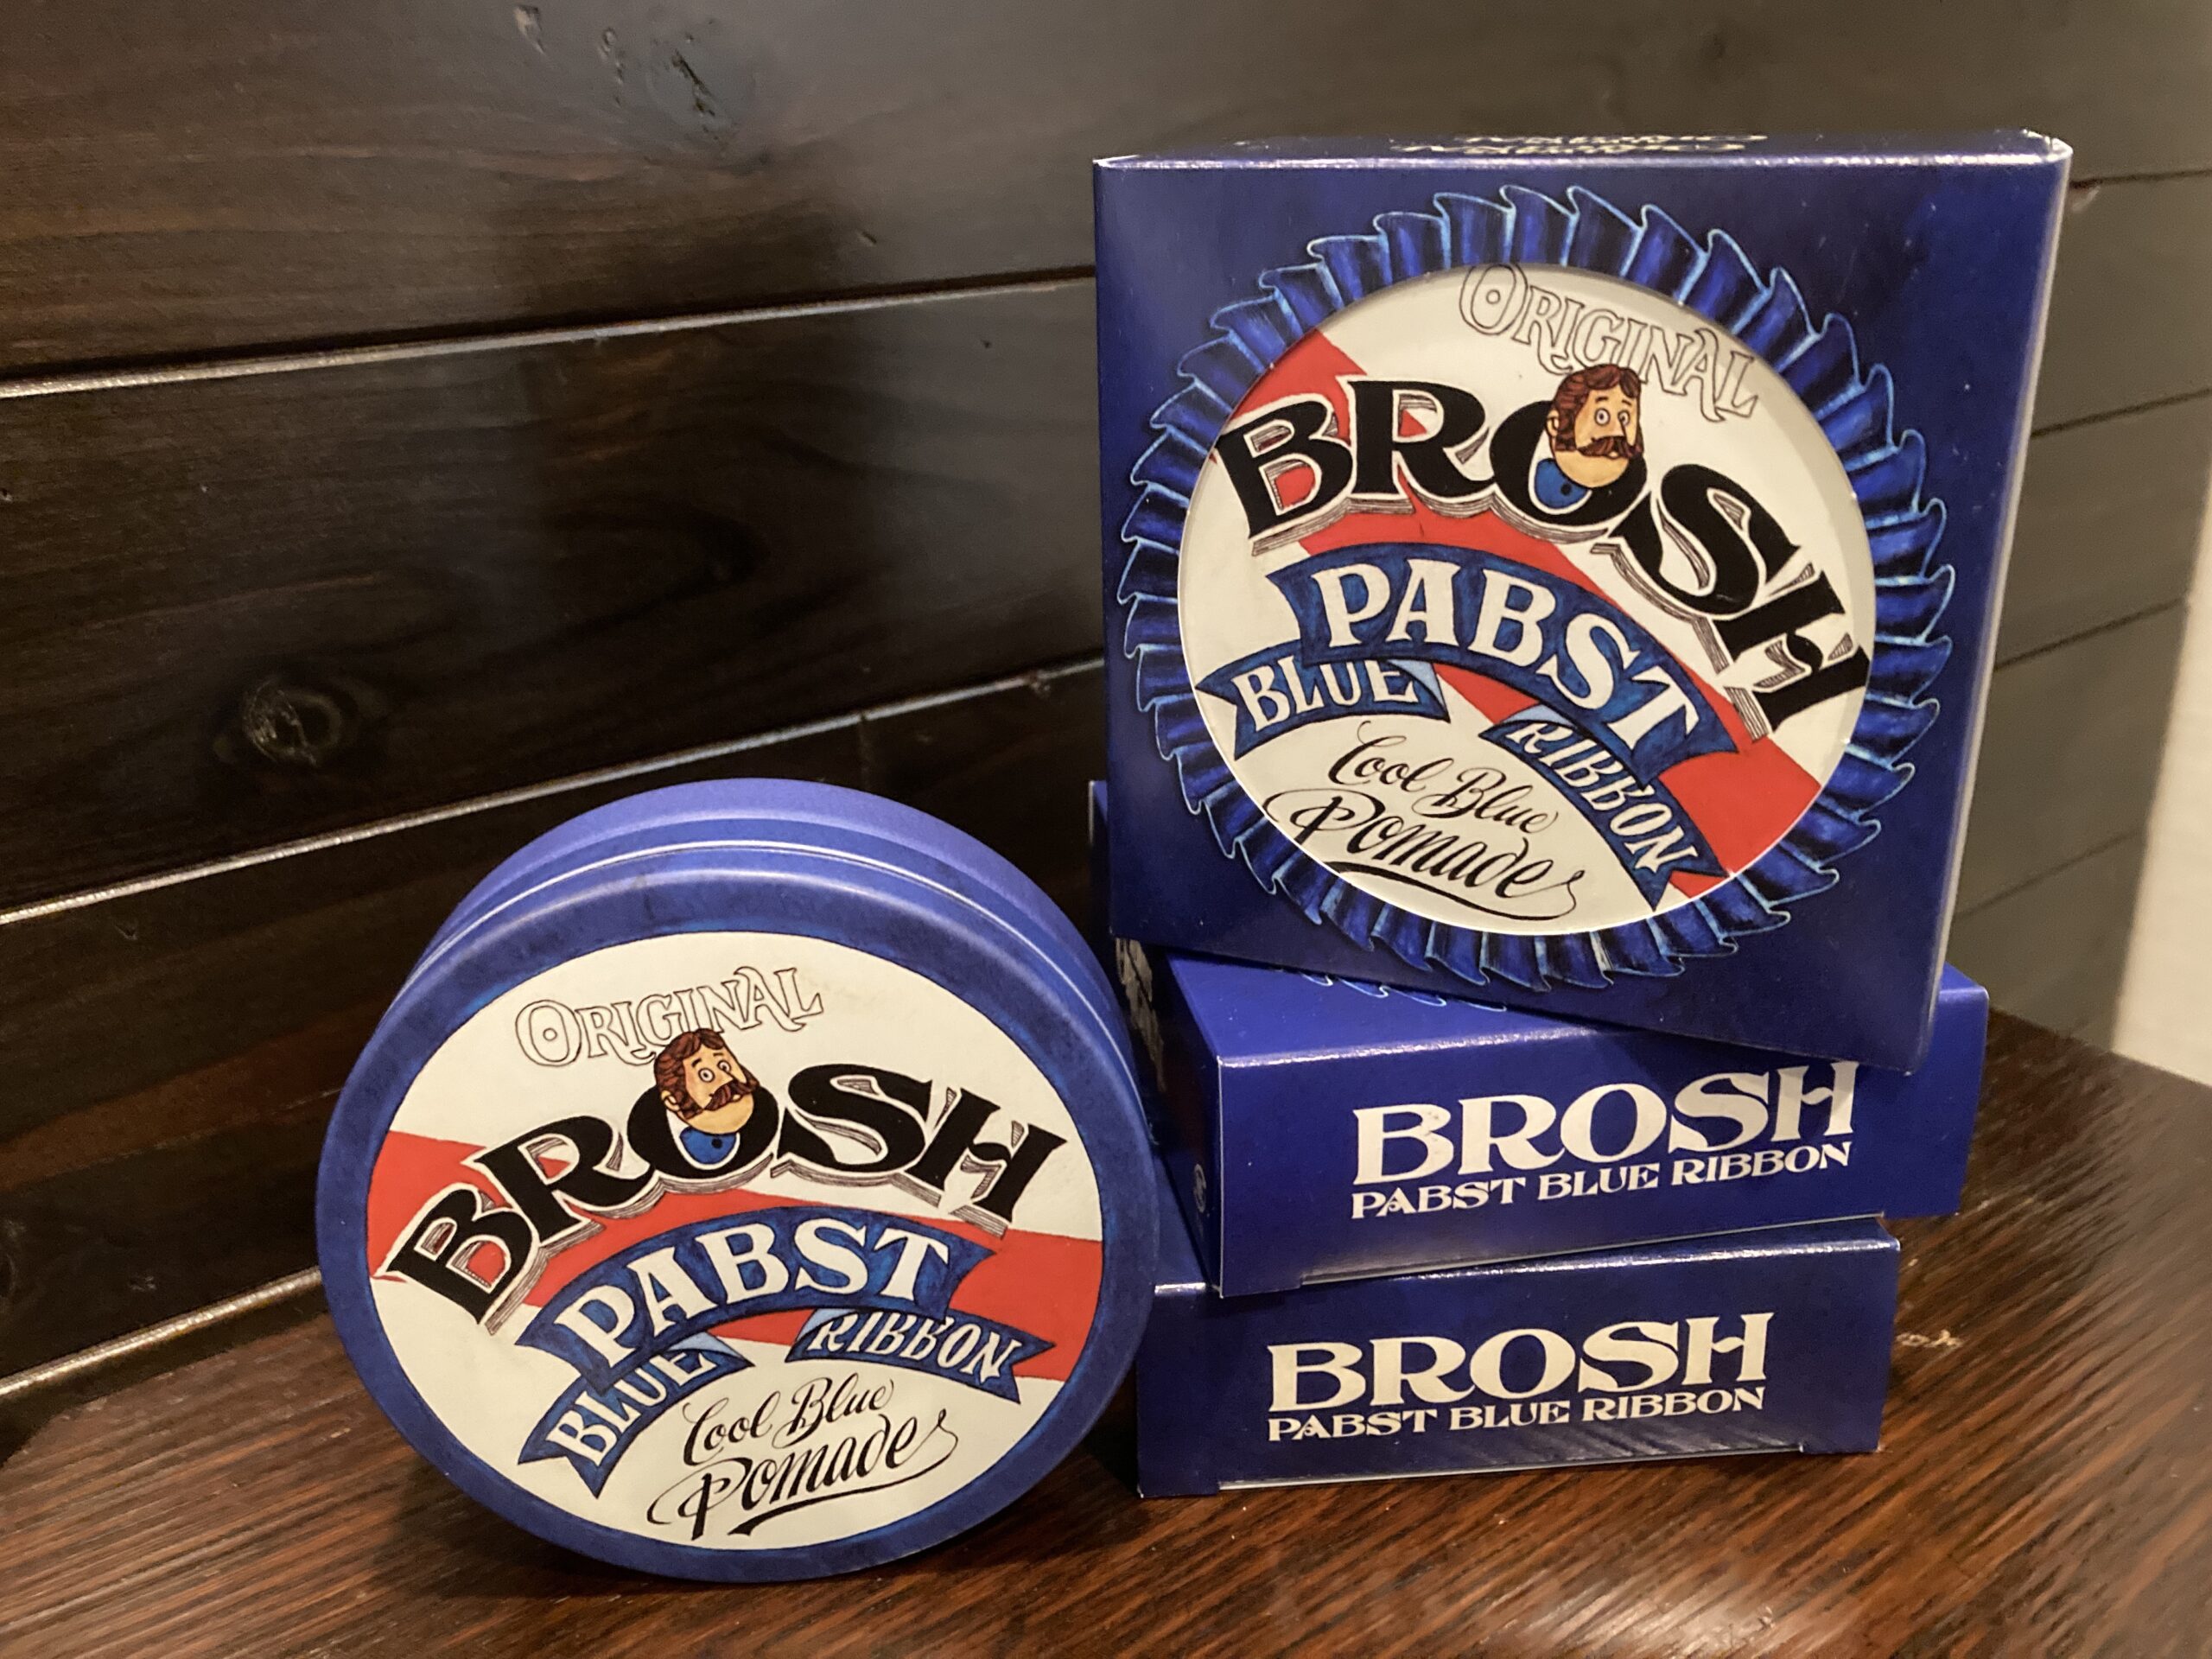 ORIGINAL
BROSH
PABST
BLUE RIBBON
Cool Blue
Pomade
ORIGINAL
BROSH
PABST
BLUE RIBBON
Cool Blue
Pomade
BROSH
PABST BLUE RIBBON
BROSH
PABST BLUE RIBBON